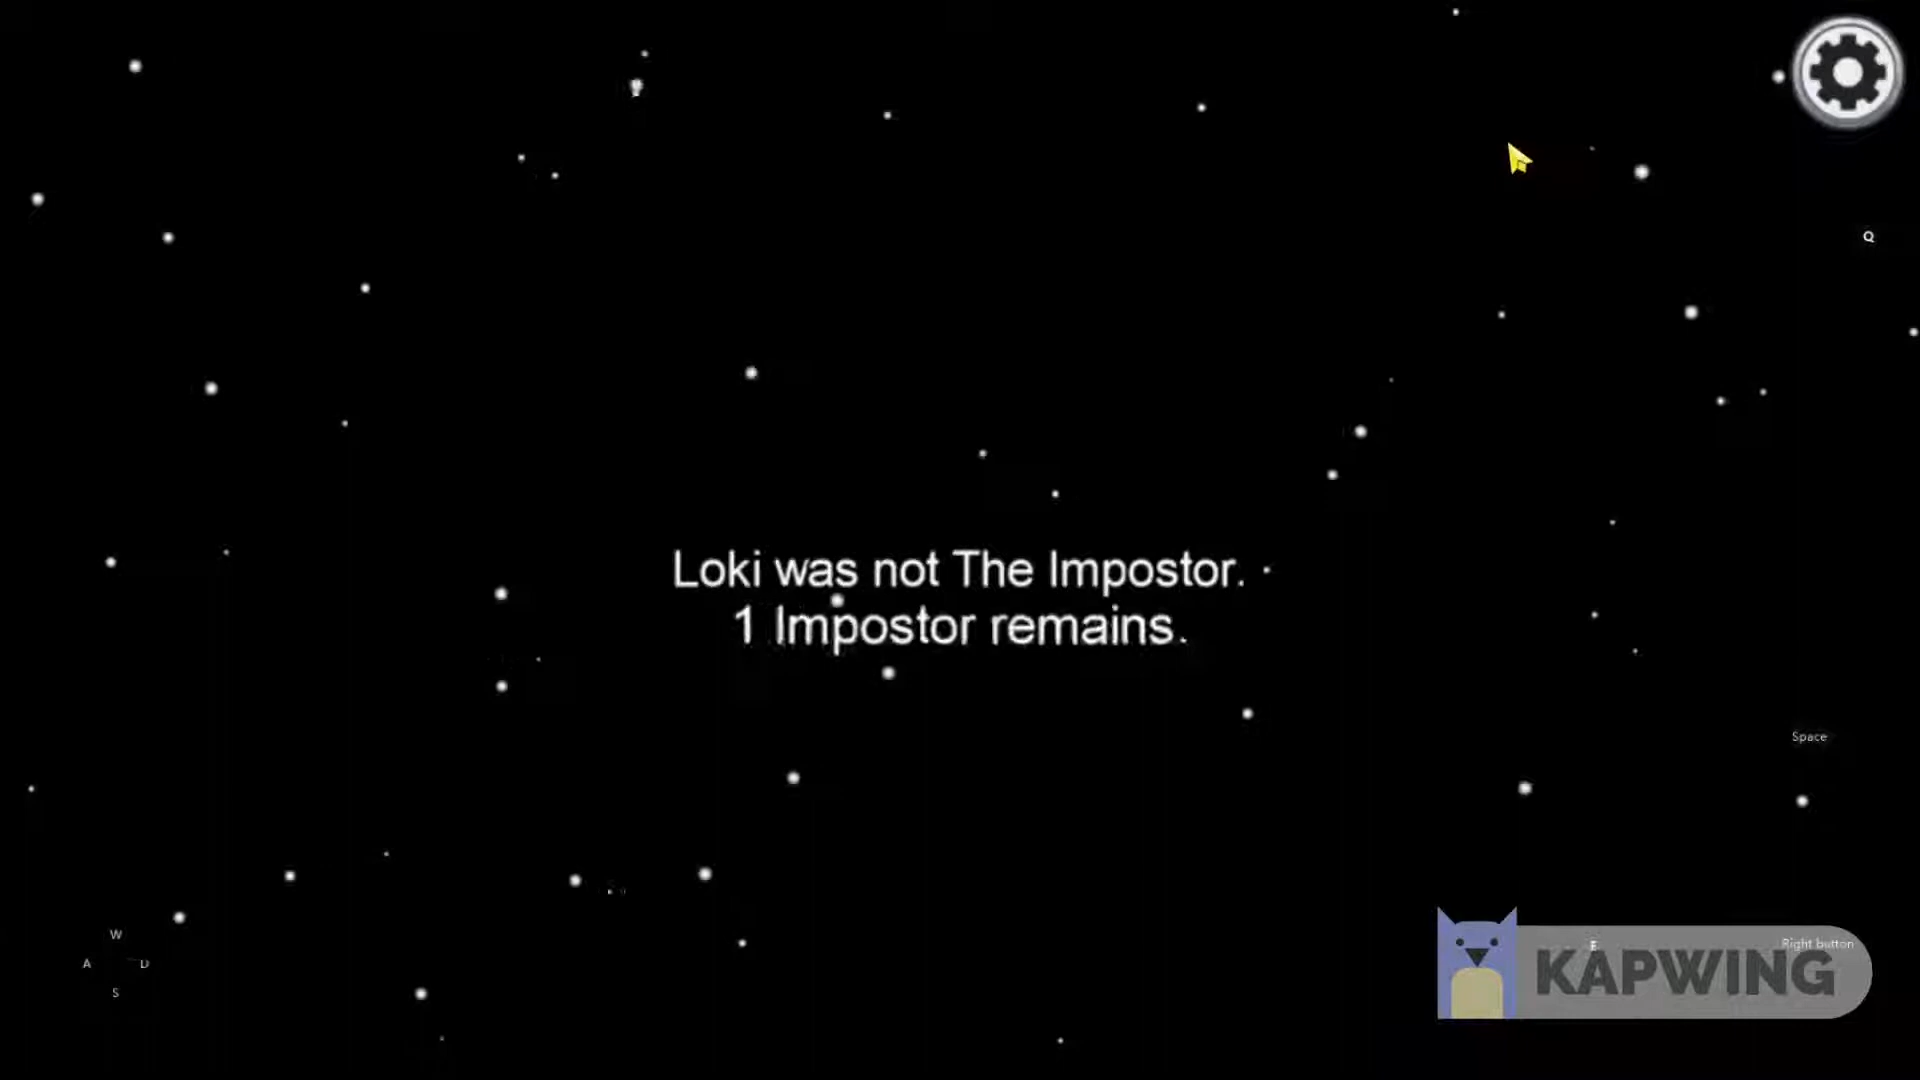 Q
Loki was not The Impostor.
1 Impostor remains.
Space
W
A D
S
E Right button
KAPWING